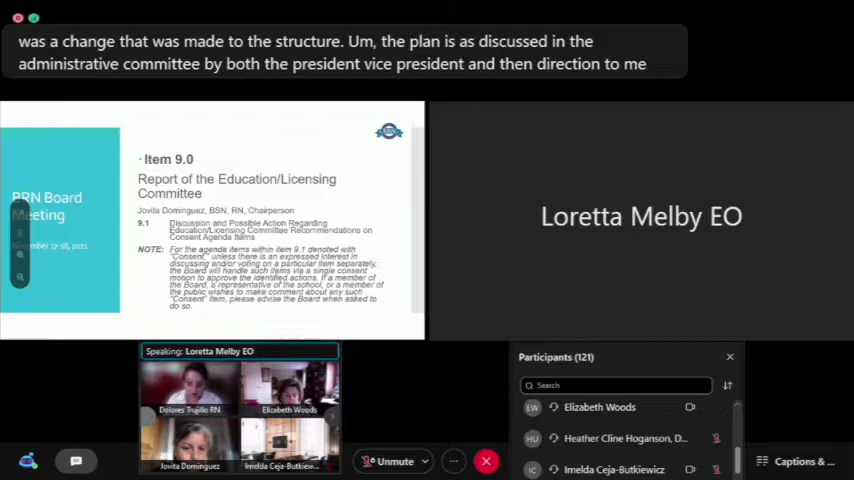 was a change that was made to the structure. Um, the plan is as discussed in the
administrative committee by both the president vice president and then direction to me
BRN Board
Meeting
November 17-18, 2021
Item 9.0
Report of the Education/Licensing
Committee
Jovita Dominguez, BSN, RN, Chairperson
9.1 Discussion and Possible Action Regarding
Education/Licensing Committee Recommendations on
Consent Agenda Items
NOTE: For the agenda items within item 9.1 denoted with
"Consent," unless there is an expressed interest in
discussing and/or voting on a particular item separately,
the Board will handle such items via a single consent
motion to approve the identified actions. If a member of
the Board, a representative of the school, or a member of
the public wishes to make comment about any such
"Consent" item, please advise the Board when asked to
do so.
Loretta Melby EO
Speaking: Loretta Melby EO
Dolores Trujillo RN
Elizabeth Woods
Jovita Dominguez
Imelda Ceja-Butkiew...
Participants (121)
Search
EW Elizabeth Woods
HU Heather Cline Hoganson, D...
IC Imelda Ceja-Butkiewicz
Unmute
Captions & ...